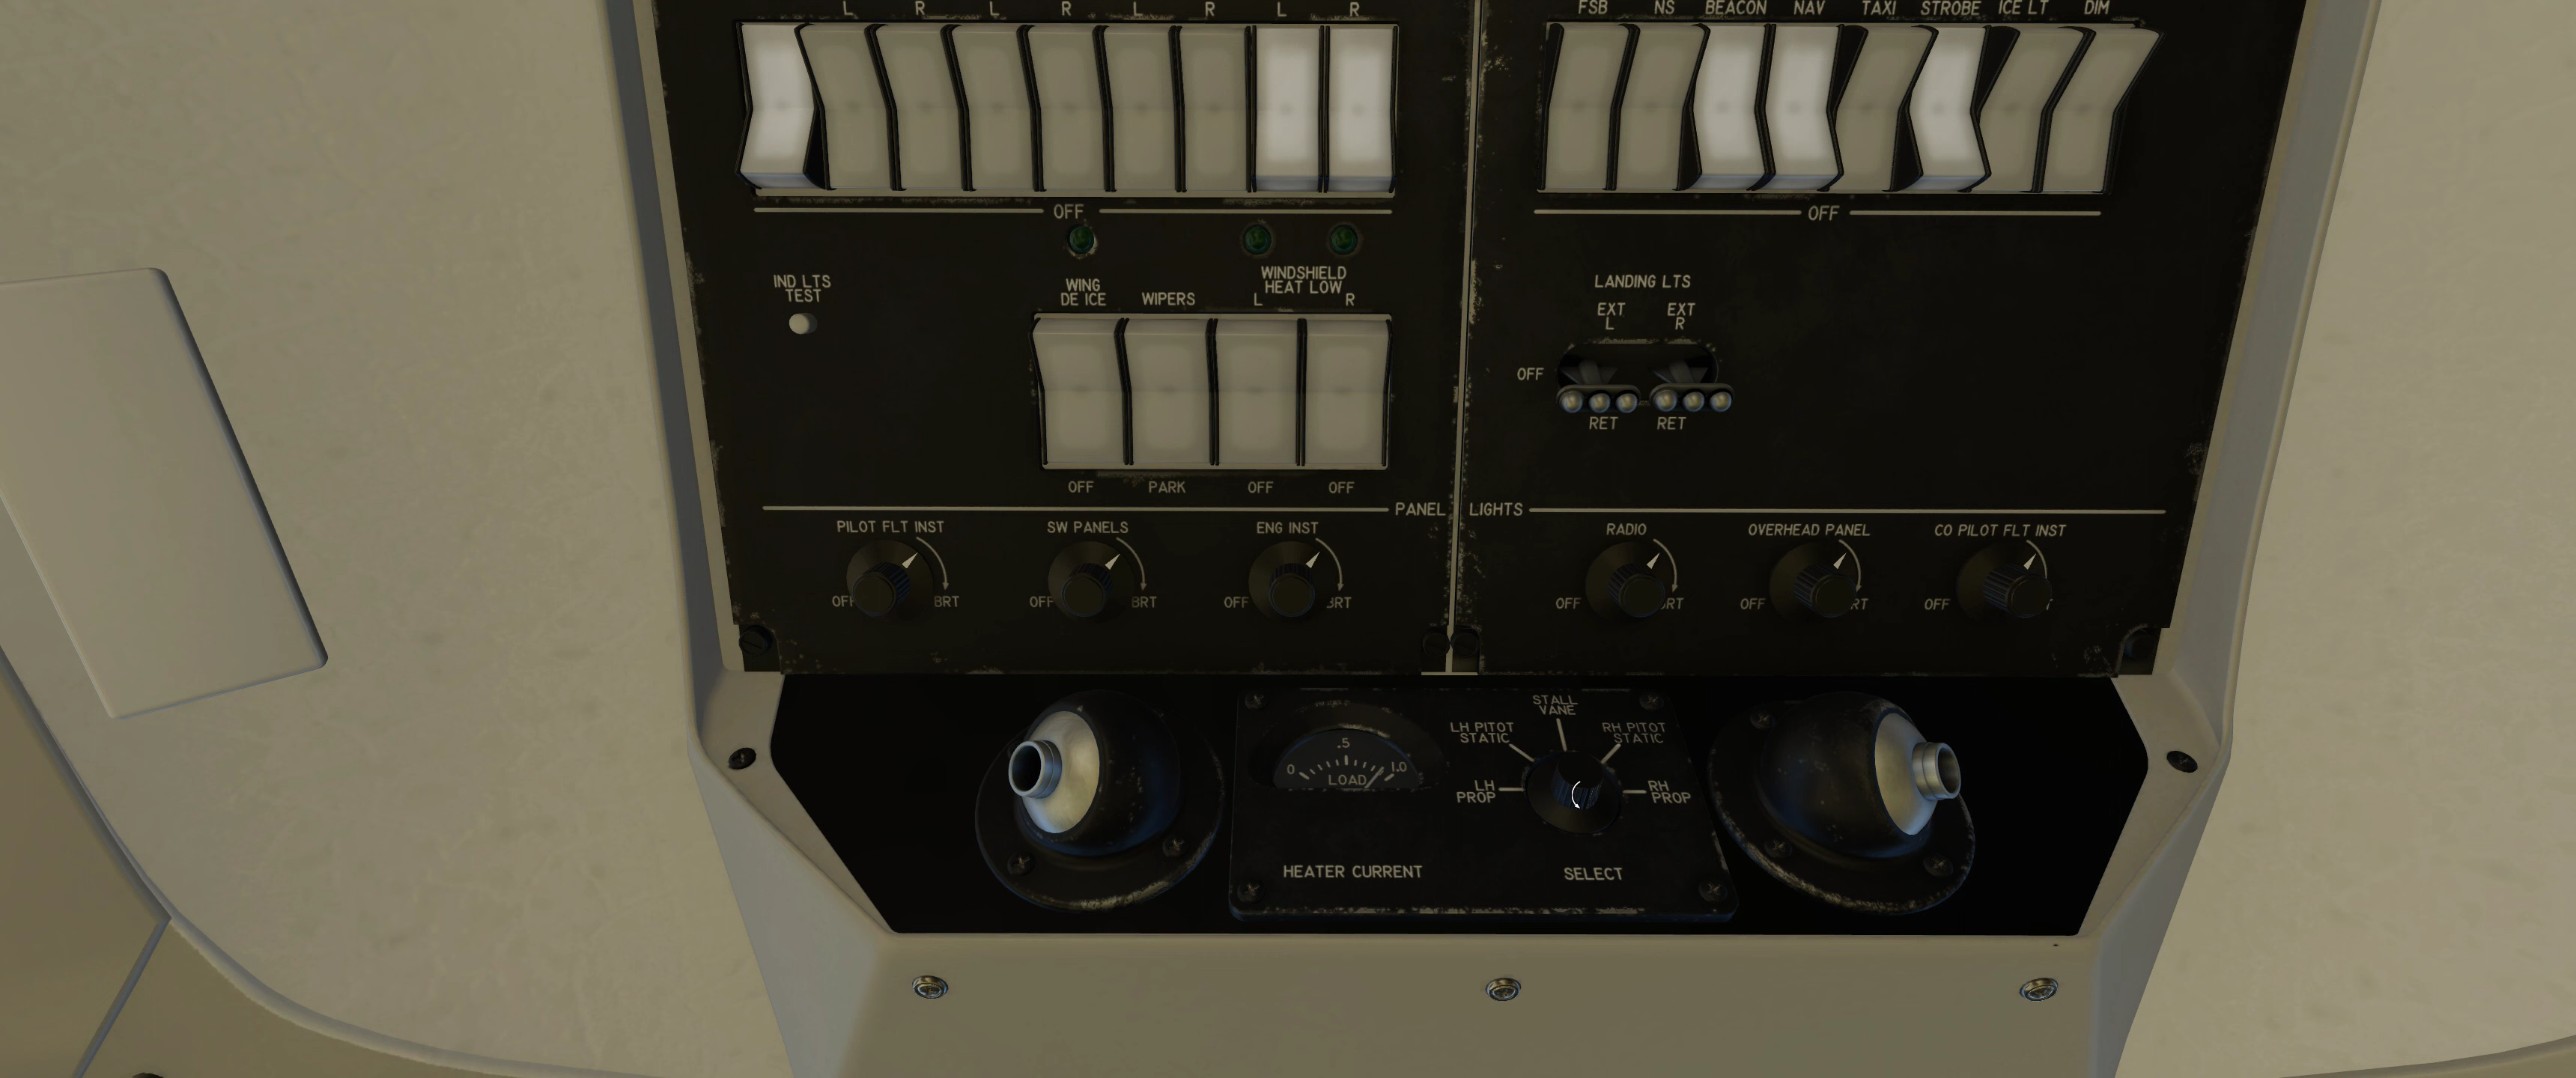 L R L R L R L R
FSB NS BEACON NAV TAXI STROBE ICE LT DIM
OFF
OFF
IND LTS
TEST
WING
DE ICE
WIPERS
WINDSHIELD
HEAT LOW
L R
OFF PARK OFF OFF
LANDING LTS
EXT EXT
L R
OFF
RET RET
PANEL LIGHTS
PILOT FLT INST
OFF BRT
SW PANELS
OFF BRT
ENG INST
OFF BRT
RADIO
OFF BRT
OVERHEAD PANEL
OFF
CO PILOT FLT INST
OFF
0 .5 1.0
LOAD
HEATER CURRENT
STALL
VANE
LH PITOT
STATIC
RH PITOT
STATIC
LH
PROP
RH
PROP
SELECT